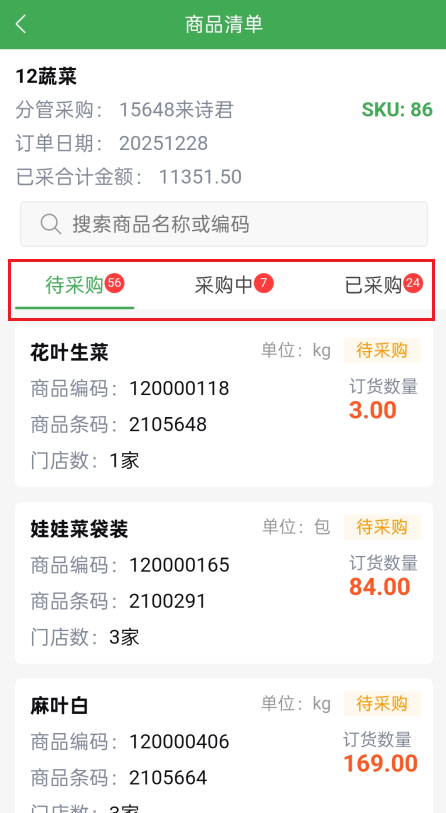 商品清单
12蔬菜
分管采购： 15648来诗君 SKU: 86
订单日期： 20251228
已采合计金额： 11351.50
搜索商品名称或编码
待采购 56 采购中 7 已采购 24
花叶生菜 单位：kg 待采购
商品编码：120000118 订货数量
3.00
商品条码：2105648
门店数：1家
娃娃菜袋装 单位：包 待采购
商品编码：120000165 订货数量
84.00
商品条码：2100291
门店数：3家
麻叶白 单位：kg 待采购
商品编码：120000406 订货数量
169.00
商品条码：2105664
门店数：3家